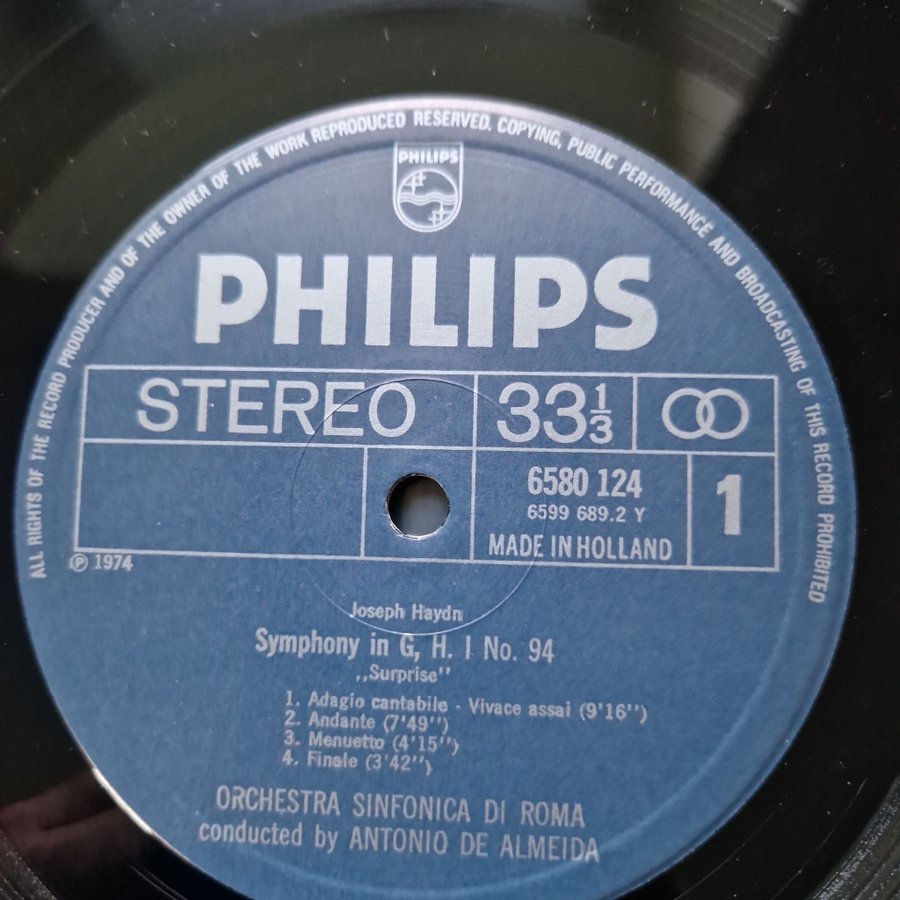 ALL RIGHTS OF THE RECORD PRODUCER AND OF THE OWNER OF THE WORK REPRODUCED RESERVED. COPYING, PUBLIC PERFORMANCE AND BROADCASTING OF THIS RECORD PROHIBITED
PHILIPS
PHILIPS
STEREO 33 1/3
6580 124
6599 689.2 Y
1
MADE IN HOLLAND
℗ 1974
Joseph Haydn
Symphony in G, H. I No. 94
„Surprise”
1. Adagio cantabile - Vivace assai (9'16'')
2. Andante (7'49'')
3. Menuetto (4'15'')
4. Finale (3'42'')
ORCHESTRA SINFONICA DI ROMA
conducted by ANTONIO DE ALMEIDA